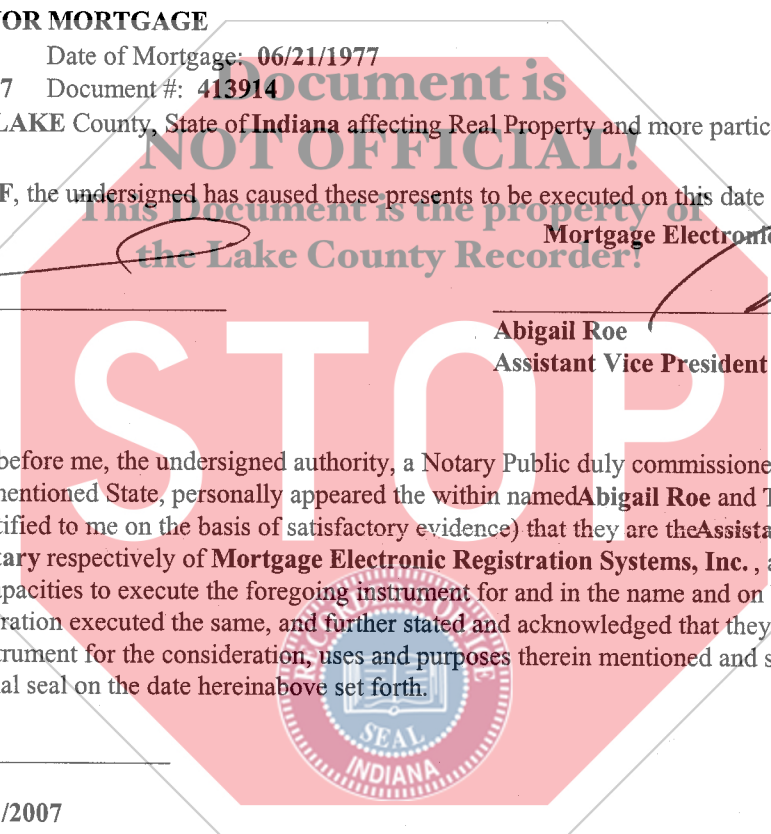 OR MORTGAGE
Date of Mortgage: 06/21/1977
7 Document #: 413914
Document is
LAKE County, State of Indiana affecting Real Property and more partic
NOT OFFICIAL!
F, the undersigned has caused these presents to be executed on this date
This Document is the property of
Mortgage Electronic
the Lake County Recorder!
Abigail Roe
Assistant Vice President
STOP
before me, the undersigned authority, a Notary Public duly commissione
mentioned State, personally appeared the within namedAbigail Roe and T
tified to me on the basis of satisfactory evidence) that they are theAssista
tary respectively of Mortgage Electronic Registration Systems, Inc. , a
pacities to execute the foregoing instrument for and in the name and on
ration executed the same, and further stated and acknowledged that they
trument for the consideration, uses and purposes therein mentioned and s
al seal on the date hereinabove set forth.
SEAL
INDIANA
/2007